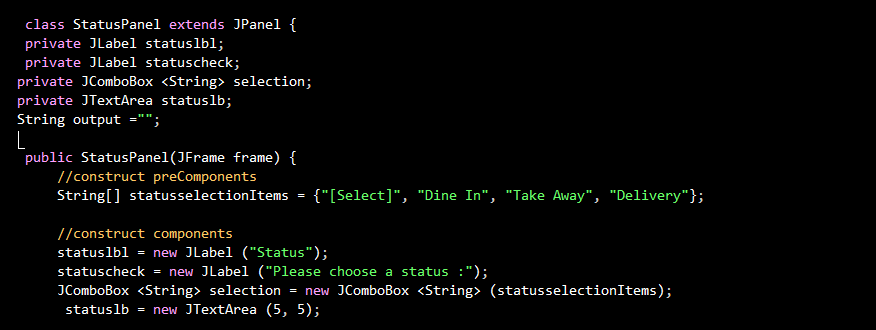 class StatusPanel extends JPanel {
private JLabel statuslbl;
private JLabel statuscheck;
private JComboBox <String> selection;
private JTextArea statuslb;
String output ="";
public StatusPanel(JFrame frame) {
//construct preComponents
String[] statusselectionItems = {"[Select]", "Dine In", "Take Away", "Delivery"};
//construct components
statuslbl = new JLabel ("Status");
statuscheck = new JLabel ("Please choose a status :");
JComboBox <String> selection = new JComboBox <String> (statusselectionItems);
statuslb = new JTextArea (5, 5);